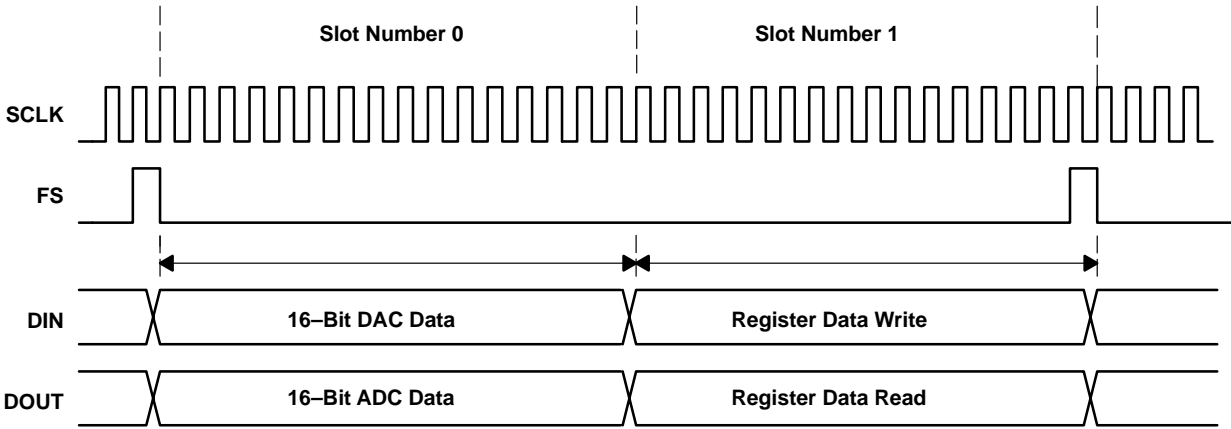 Slot Number 0
Slot Number 1
SCLK
FS
DIN
16–Bit DAC Data
Register Data Write
DOUT
16–Bit ADC Data
Register Data Read